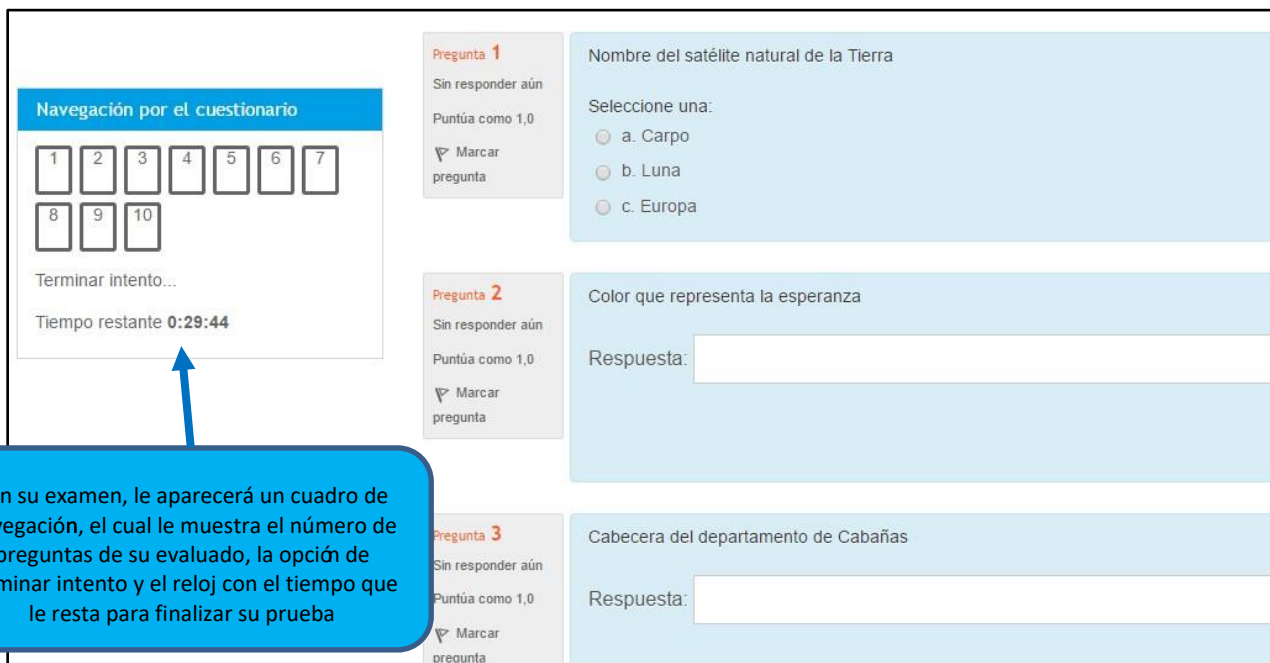 Navegación por el cuestionario
1 2 3 4 5 6 7
8 9 10
Terminar intento...
Tiempo restante 0:29:44
n su examen, le aparecerá un cuadro de
vegación, el cual le muestra el número de
preguntas de su evaluado, la opción de
minar intento y el reloj con el tiempo que
le resta para finalizar su prueba
Pregunta 1
Sin responder aún
Puntúa como 1,0
Marcar
pregunta
Nombre del satélite natural de la Tierra
Seleccione una:
a. Carpo
b. Luna
c. Europa
Pregunta 2
Sin responder aún
Puntúa como 1,0
Marcar
pregunta
Color que representa la esperanza
Respuesta:
Pregunta 3
Sin responder aún
Puntúa como 1,0
Marcar
pregunta
Cabecera del departamento de Cabañas
Respuesta: